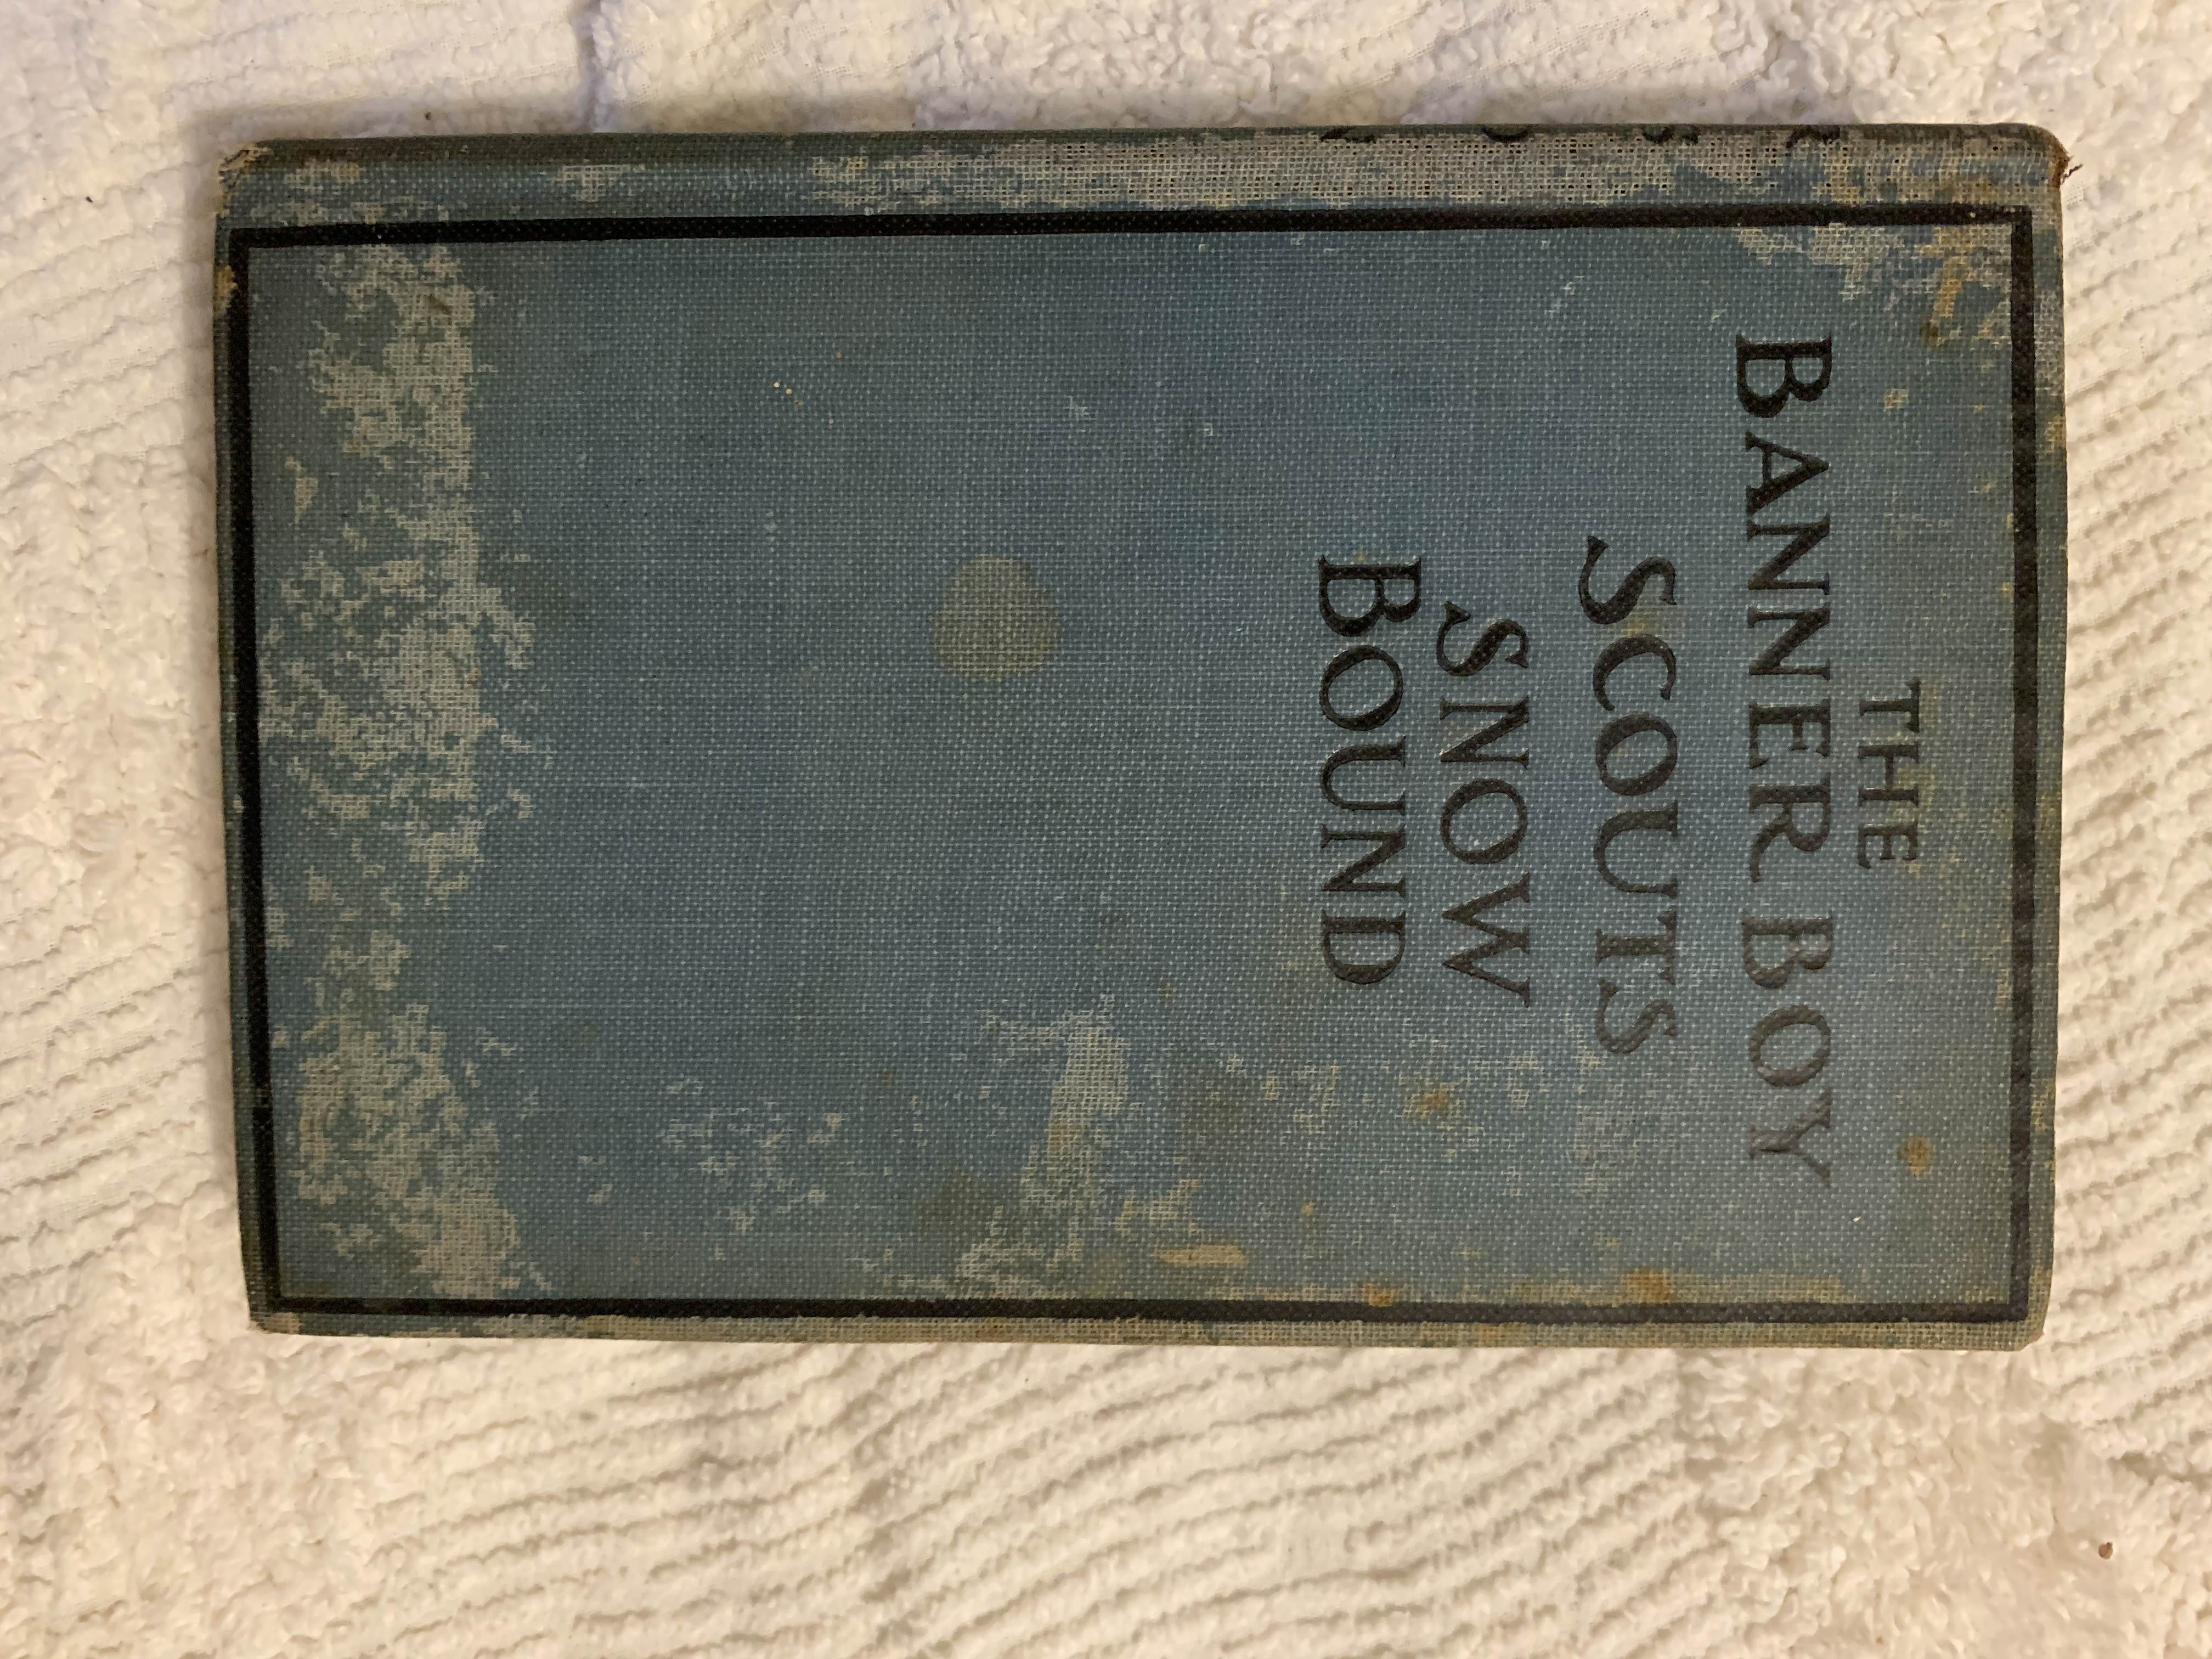 THE
BANNER BOY
SCOUTS
SNOW
BOUND